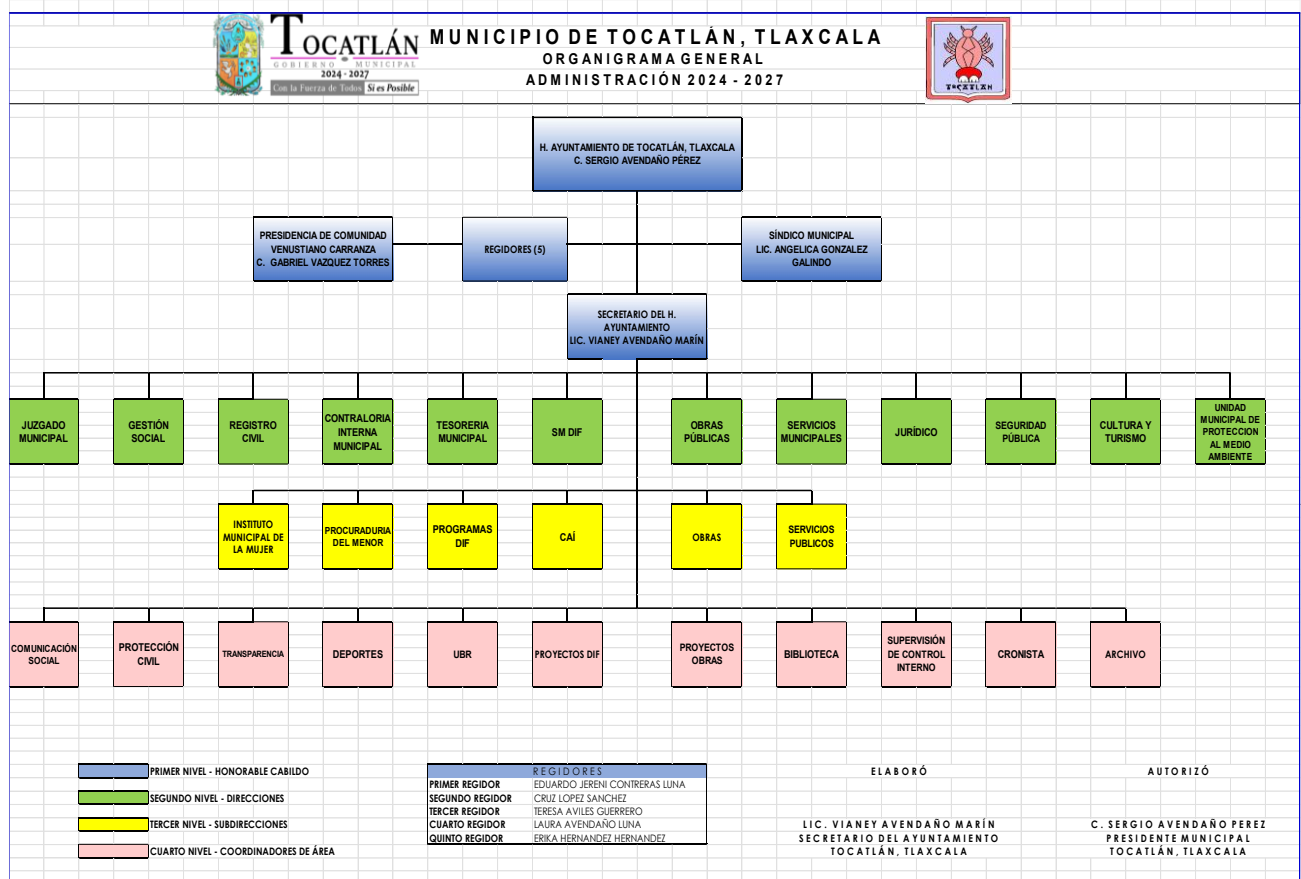 TOCATLÁN
GOBIERNO MUNICIPAL
2024 - 2027
Con la Fuerza de Todos Si es Posible
MUNICIPIO DE TOCATLÁN, TLAXCALA
ORGANIGRAMA GENERAL
ADMINISTRACIÓN 2024 - 2027
TOCATLAN
H. AYUNTAMIENTO DE TOCATLÁN, TLAXCALA
C. SERGIO AVENDAÑO PÉREZ
PRESIDENCIA DE COMUNIDAD
VENUSTIANO CARRANZA
C. GABRIEL VAZQUEZ TORRES
REGIDORES (5)
SÍNDICO MUNICIPAL
LIC. ANGELICA GONZALEZ
GALINDO
SECRETARIO DEL H.
AYUNTAMIENTO
LIC. VIANEY AVENDAÑO MARÍN
JUZGADO
MUNICIPAL
GESTIÓN
SOCIAL
REGISTRO
CIVIL
CONTRALORIA
INTERNA
MUNICIPAL
TESORERIA
MUNICIPAL
SM DIF
OBRAS
PÚBLICAS
SERVICIOS
MUNICIPALES
JURÍDICO
SEGURIDAD
PÚBLICA
CULTURA Y
TURISMO
UNIDAD
MUNICIPAL DE
PROTECCION
AL MEDIO
AMBIENTE
INSTITUTO
MUNICIPAL DE
LA MUJER
PROCURADURIA
DEL MENOR
PROGRAMAS
DIF
CAÍ
OBRAS
SERVICIOS
PUBLICOS
COMUNICACIÓN
SOCIAL
PROTECCIÓN
CIVIL
TRANSPARENCIA
DEPORTES
UBR
PROYECTOS DIF
PROYECTOS
OBRAS
BIBLIOTECA
SUPERVISIÓN
DE CONTROL
INTERNO
CRONISTA
ARCHIVO
PRIMER NIVEL - HONORABLE CABILDO
SEGUNDO NIVEL - DIRECCIONES
TERCER NIVEL - SUBDIRECCIONES
CUARTO NIVEL - COORDINADORES DE ÁREA
REGIDORES
PRIMER REGIDOR EDUARDO JERENI CONTRERAS LUNA
SEGUNDO REGIDOR CRUZ LOPEZ SANCHEZ
TERCER REGIDOR TERESA AVILES GUERRERO
CUARTO REGIDOR LAURA AVENDAÑO LUNA
QUINTO REGIDOR ERIKA HERNANDEZ HERNANDEZ
ELABORÓ
LIC. VIANEY AVENDAÑO MARÍN
SECRETARIO DEL AYUNTAMIENTO
TOCATLÁN, TLAXCALA
AUTORIZÓ
C. SERGIO AVENDAÑO PEREZ
PRESIDENTE MUNICIPAL
TOCATLÁN, TLAXCALA